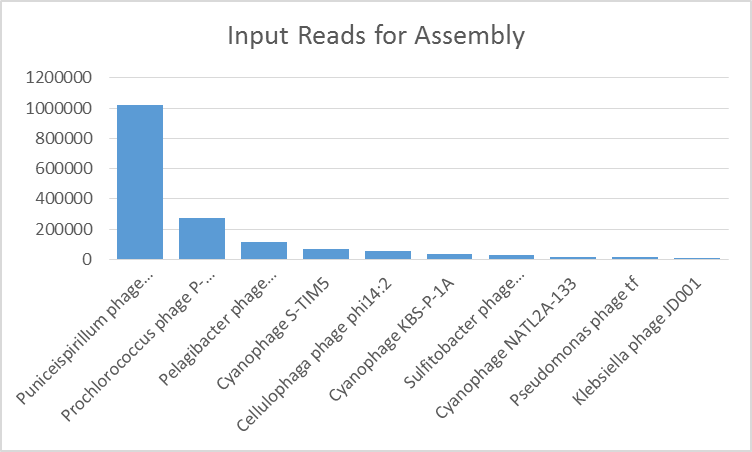 Input Reads for Assembly
1200000
1000000
800000
600000
400000
200000
0
Puniceispirillum phage...
Prochlorococcus phage P-...
Pelagibacter phage...
Cyanophage S-TIM5
Cellulophaga phage phi14:2
Cyanophage KBS-P-1A
Sulfitobacter phage...
Cyanophage NATL2A-133
Pseudomonas phage tf
Klebsiella phage JD001